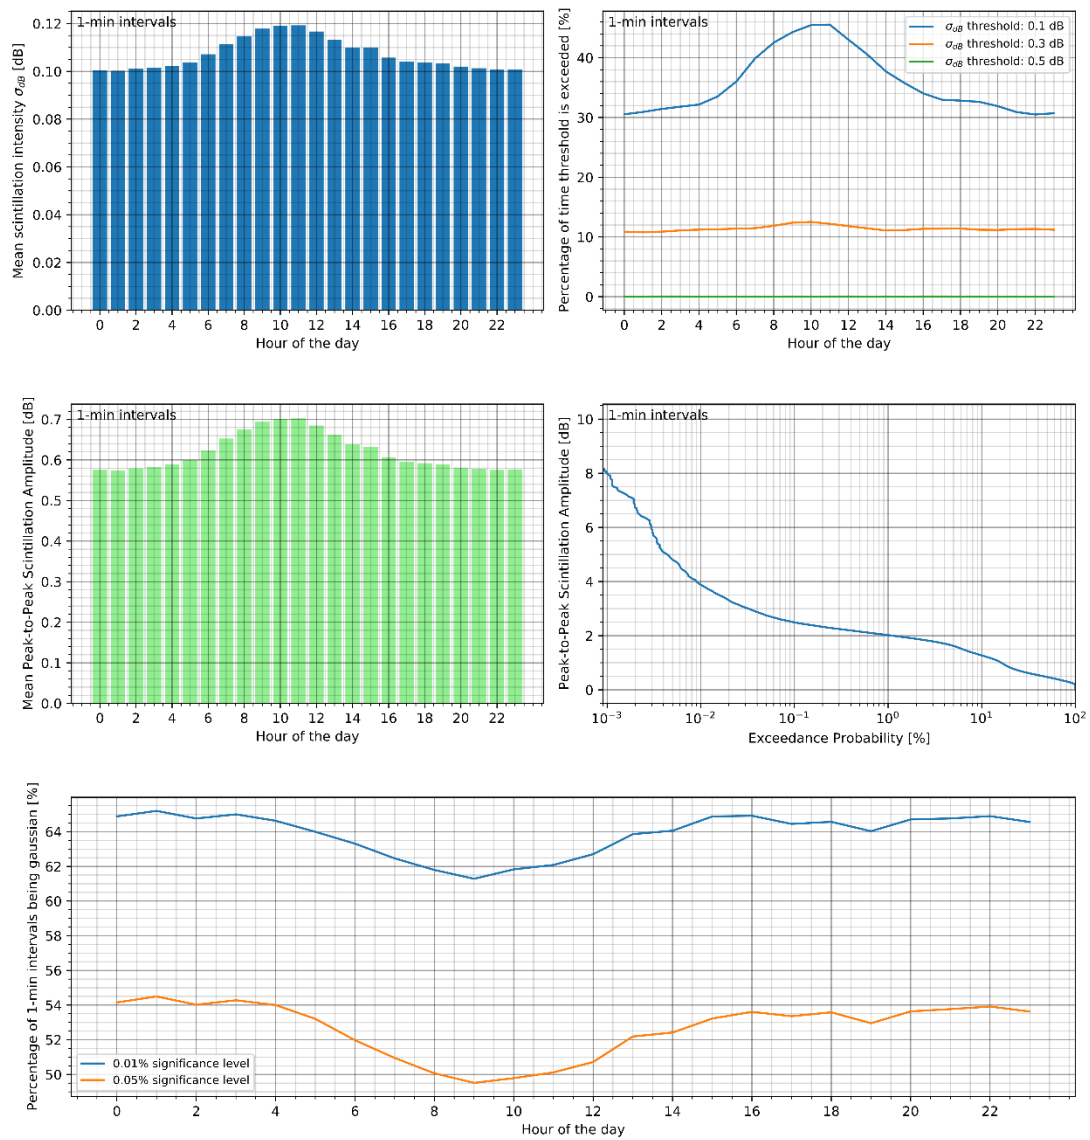 1-min intervals
Mean scintillation intensity σdB [dB]
0.12
0.10
0.08
0.06
0.04
0.02
0.00
0 2 4 6 8 10 12 14 16 18 20 22
Hour of the day
1-min intervals
Percentage of time threshold is exceeded [%]
σdB threshold: 0.1 dB
σdB threshold: 0.3 dB
σdB threshold: 0.5 dB
40
30
20
10
0
0 2 4 6 8 10 12 14 16 18 20 22
Hour of the day
1-min intervals
Mean Peak-to-Peak Scintillation Amplitude [dB]
0.7
0.6
0.5
0.4
0.3
0.2
0.1
0.0
0 2 4 6 8 10 12 14 16 18 20 22
Hour of the day
1-min intervals
Peak-to-Peak Scintillation Amplitude [dB]
10
8
6
4
2
0
10⁻³ 10⁻² 10⁻¹ 10⁰ 10¹ 10²
Exceedance Probability [%]
Percentage of 1-min intervals being gaussian [%]
64
62
60
58
56
54
52
50
0.01% significance level
0.05% significance level
0 2 4 6 8 10 12 14 16 18 20 22
Hour of the day